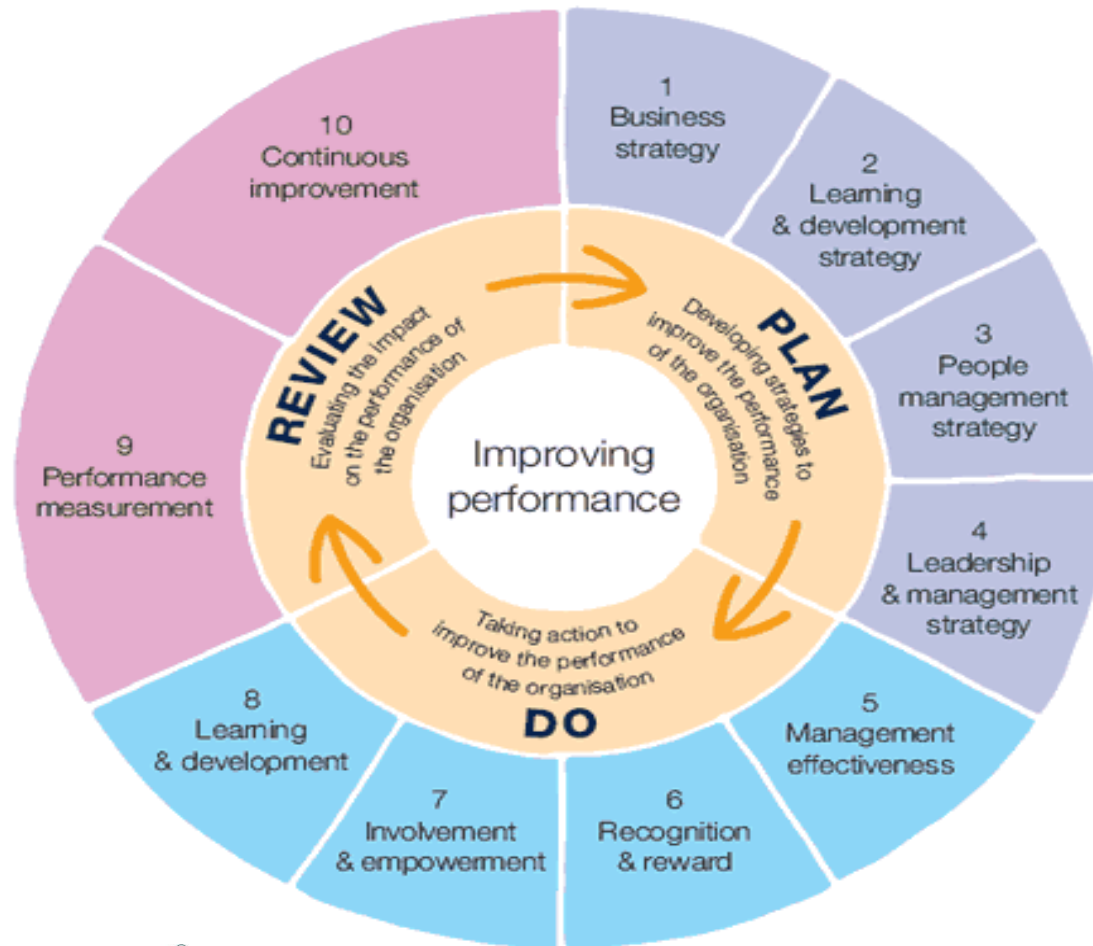 1
Business
strategy
2
Learning
& development
strategy
3
People
management
strategy
4
Leadership
& management
strategy
5
Management
effectiveness
6
Recognition
& reward
7
Involvement
& empowerment
8
Learning
& development
9
Performance
measurement
10
Continuous
improvement
PLAN
Developing strategies to
improve the performance
of the organisation
Taking action to
improve the performance
of the organisation
DO
REVIEW
Evaluating the impact
on the performance of
the organisation
Improving
performance